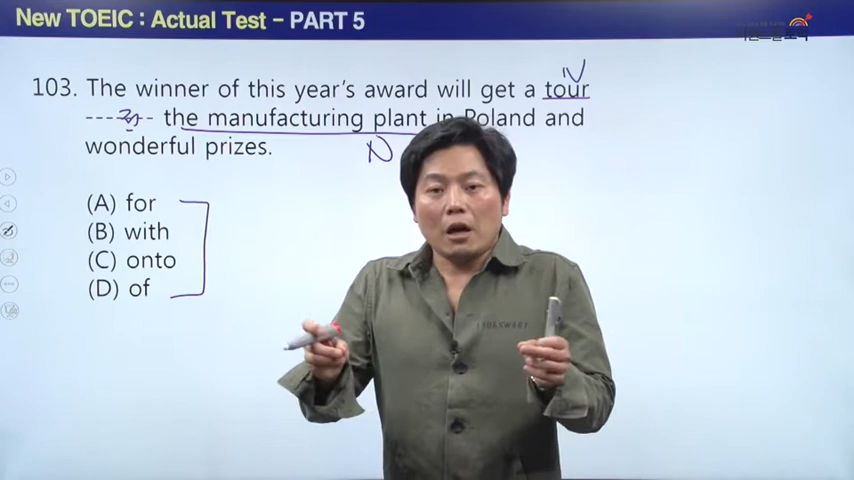 New TOEIC : Actual Test – PART 5
103. The winner of this year's award will get a tour
------- the manufacturing plant in Poland and
wonderful prizes.
(A) for
(B) with
(C) onto
(D) of
N
N